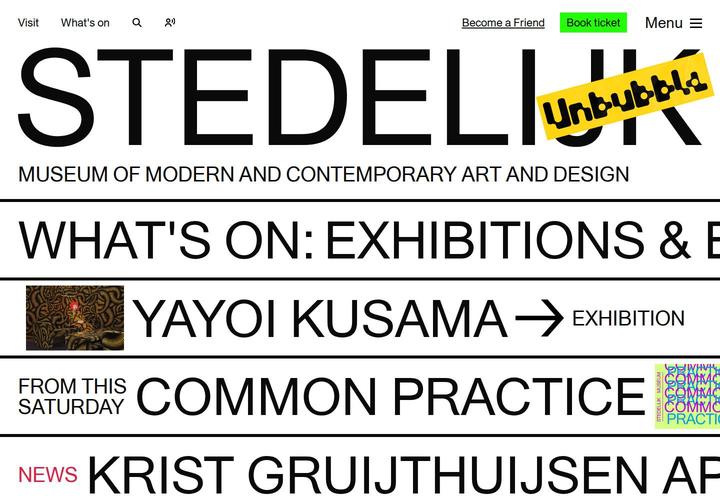 Visit What's on Become a Friend Book ticket Menu
STEDELIJK
Unbubble
MUSEUM OF MODERN AND CONTEMPORARY ART AND DESIGN
WHAT'S ON: EXHIBITIONS & E
YAYOI KUSAMA → EXHIBITION
FROM THIS
SATURDAY
COMMON PRACTICE
NEWS KRIST GRUIJTHUIJSEN AP